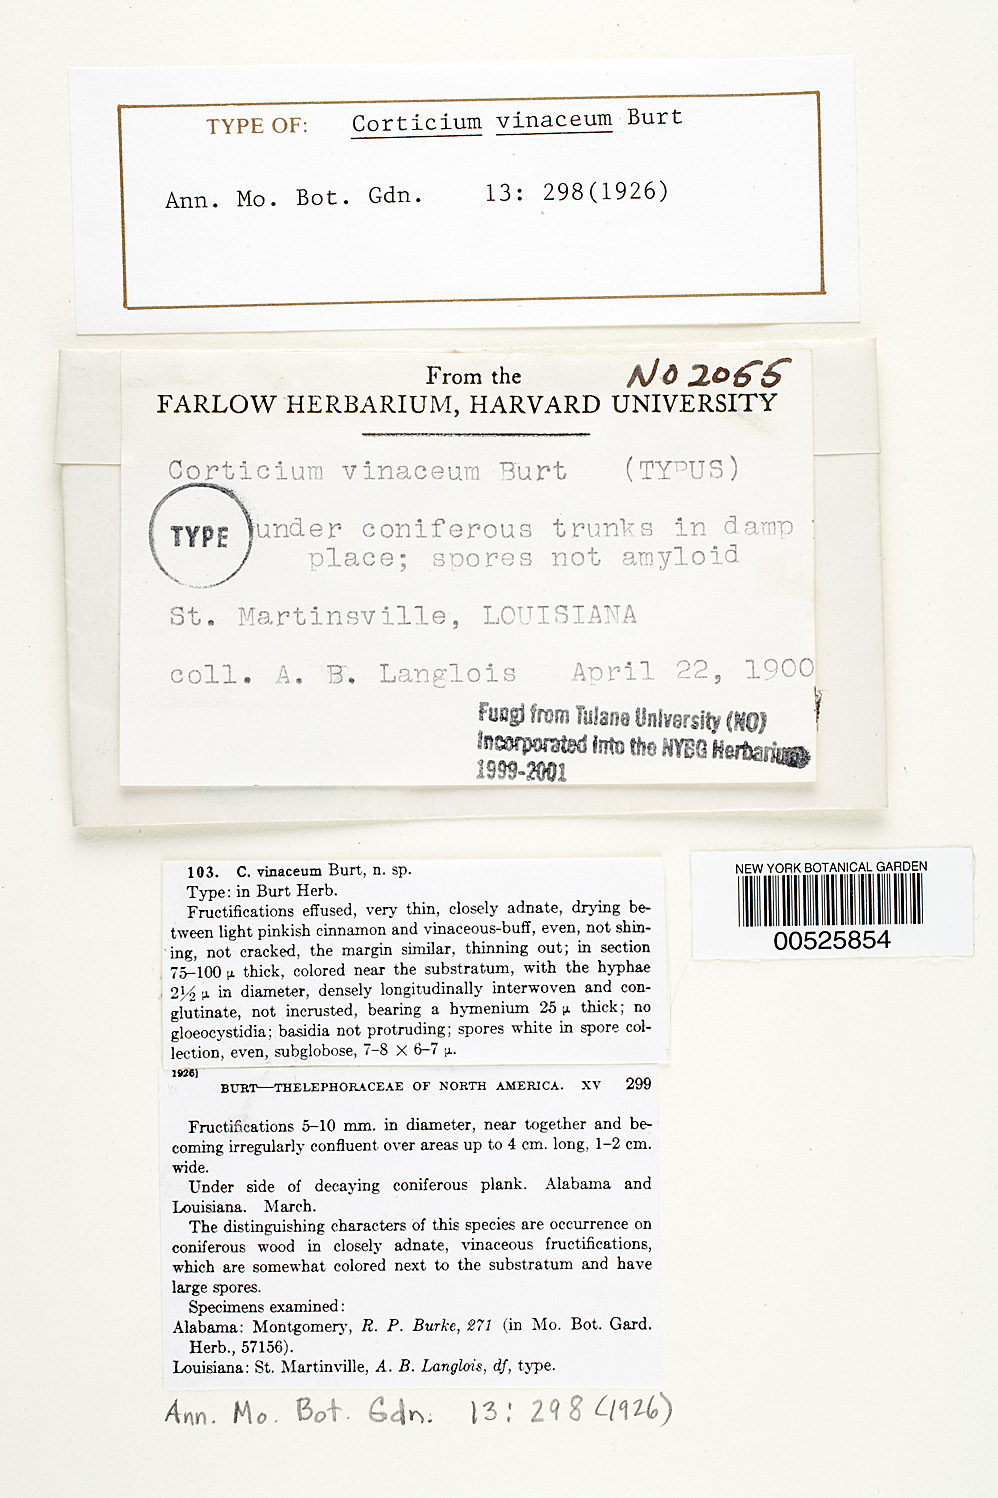 TYPE OF: Corticium vinaceum Burt
Ann. Mo. Bot. Gdn. 13: 298(1926)
From the
NO 2055
FARLOW HERBARIUM, HARVARD UNIVERSITY
Corticium vinaceum Burt (TYPUS)
TYPE under coniferous trunks in damp
place; spores not amyloid
St. Martinsville, LOUISIANA
coll. A. B. Langlois April 22, 1900
Fungi from Tulane University (NO)
Incorporated into the NYBG Herbarium
1999-2001
103. C. vinaceum Burt, n. sp.
Type: in Burt Herb.
Fructifications effused, very thin, closely adnate, drying be-
tween light pinkish cinnamon and vinaceous-buff, even, not shin-
ing, not cracked, the margin similar, thinning out; in section
75–100 µ thick, colored near the substratum, with the hyphae
2½ µ in diameter, densely longitudinally interwoven and con-
glutinate, not incrusted, bearing a hymenium 25 µ thick; no
gloeocystidia; basidia not protruding; spores white in spore col-
lection, even, subglobose, 7–8 × 6–7 µ.
1926]
BURT—THELEPHORACEAE OF NORTH AMERICA. XV 299
Fructifications 5–10 mm. in diameter, near together and be-
coming irregularly confluent over areas up to 4 cm. long, 1–2 cm.
wide.
Under side of decaying coniferous plank. Alabama and
Louisiana. March.
The distinguishing characters of this species are occurrence on
coniferous wood in closely adnate, vinaceous fructifications,
which are somewhat colored next to the substratum and have
large spores.
Specimens examined:
Alabama: Montgomery, R. P. Burke, 271 (in Mo. Bot. Gard.
Herb., 57156).
Louisiana: St. Martinville, A. B. Langlois, df, type.
Ann. Mo. Bot. Gdn. 13: 298 (1926)
NEW YORK BOTANICAL GARDEN
00525854